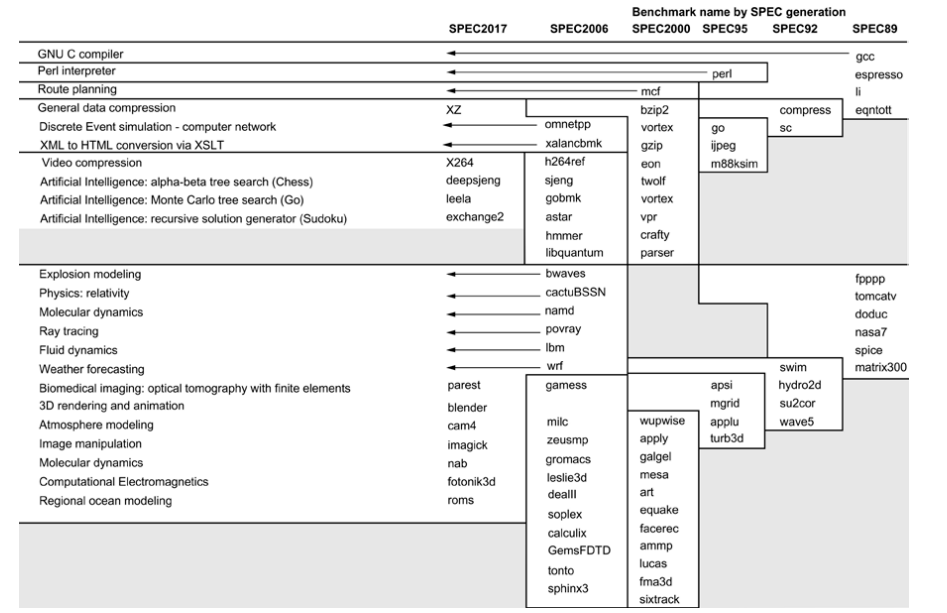 Benchmark name by SPEC generation
SPEC2017 SPEC2006 SPEC2000 SPEC95 SPEC92 SPEC89
GNU C compiler gcc
Perl interpreter perl espresso
Route planning mcf li
General data compression XZ bzip2 compress eqntott
Discrete Event simulation - computer network omnetpp vortex go sc
XML to HTML conversion via XSLT xalancbmk gzip ijpeg
Video compression X264 h264ref eon m88ksim
Artificial Intelligence: alpha-beta tree search (Chess) deepsjeng sjeng twolf
Artificial Intelligence: Monte Carlo tree search (Go) leela gobmk vortex
Artificial Intelligence: recursive solution generator (Sudoku) exchange2 astar vpr
hmmer crafty
libquantum parser
Explosion modeling bwaves fpppp
Physics: relativity cactuBSSN tomcatv
Molecular dynamics namd doduc
Ray tracing povray nasa7
Fluid dynamics lbm spice
Weather forecasting wrf swim matrix300
Biomedical imaging: optical tomography with finite elements parest gamess apsi hydro2d
3D rendering and animation blender mgrid su2cor
Atmosphere modeling cam4 milc wupwise applu wave5
Image manipulation imagick zeusmp apply turb3d
Molecular dynamics nab gromacs galgel
Computational Electromagnetics fotonik3d leslie3d mesa
Regional ocean modeling roms dealII art
soplex equake
calculix facerec
GemsFDTD ammp
tonto lucas
sphinx3 fma3d
sixtrack